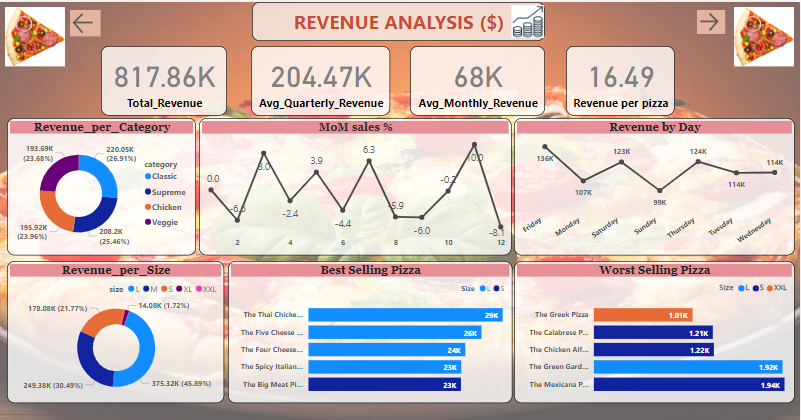 REVENUE ANALYSIS ($)
817.86K
Total_Revenue
204.47K
Avg_Quarterly_Revenue
68K
Avg_Monthly_Revenue
16.49
Revenue per pizza
Revenue_per_Category
193.69K
(23.68%)
220.05K
(26.91%)
195.92K
(23.96%)
208.2K
(25.46%)
category
Classic
Supreme
Chicken
Veggie
MoM sales %
0.0
-6.5
8.0
-2.4
3.9
-4.4
6.3
-5.9
-6.0
-0.2
-8.1
2
4
6
8
10
12
Revenue by Day
136K
107K
123K
99K
124K
114K
114K
Friday
Monday
Saturday
Sunday
Thursday
Tuesday
Wednesday
Revenue_per_Size
size L M S XL XXL
178.08K (21.77%)
14.08K (1.72%)
249.38K (30.49%)
375.32K (45.89%)
Best Selling Pizza
Size L S
The Thai Chicke... 29K
The Five Cheese ... 26K
The Four Cheese... 24K
The Spicy Italian... 23K
The Big Meat Pi... 23K
Worst Selling Pizza
Size L S XXL
The Greek Pizza 1.01K
The Calabrese P... 1.21K
The Chicken Alf... 1.22K
The Green Gard... 1.92K
The Mexicana P... 1.94K